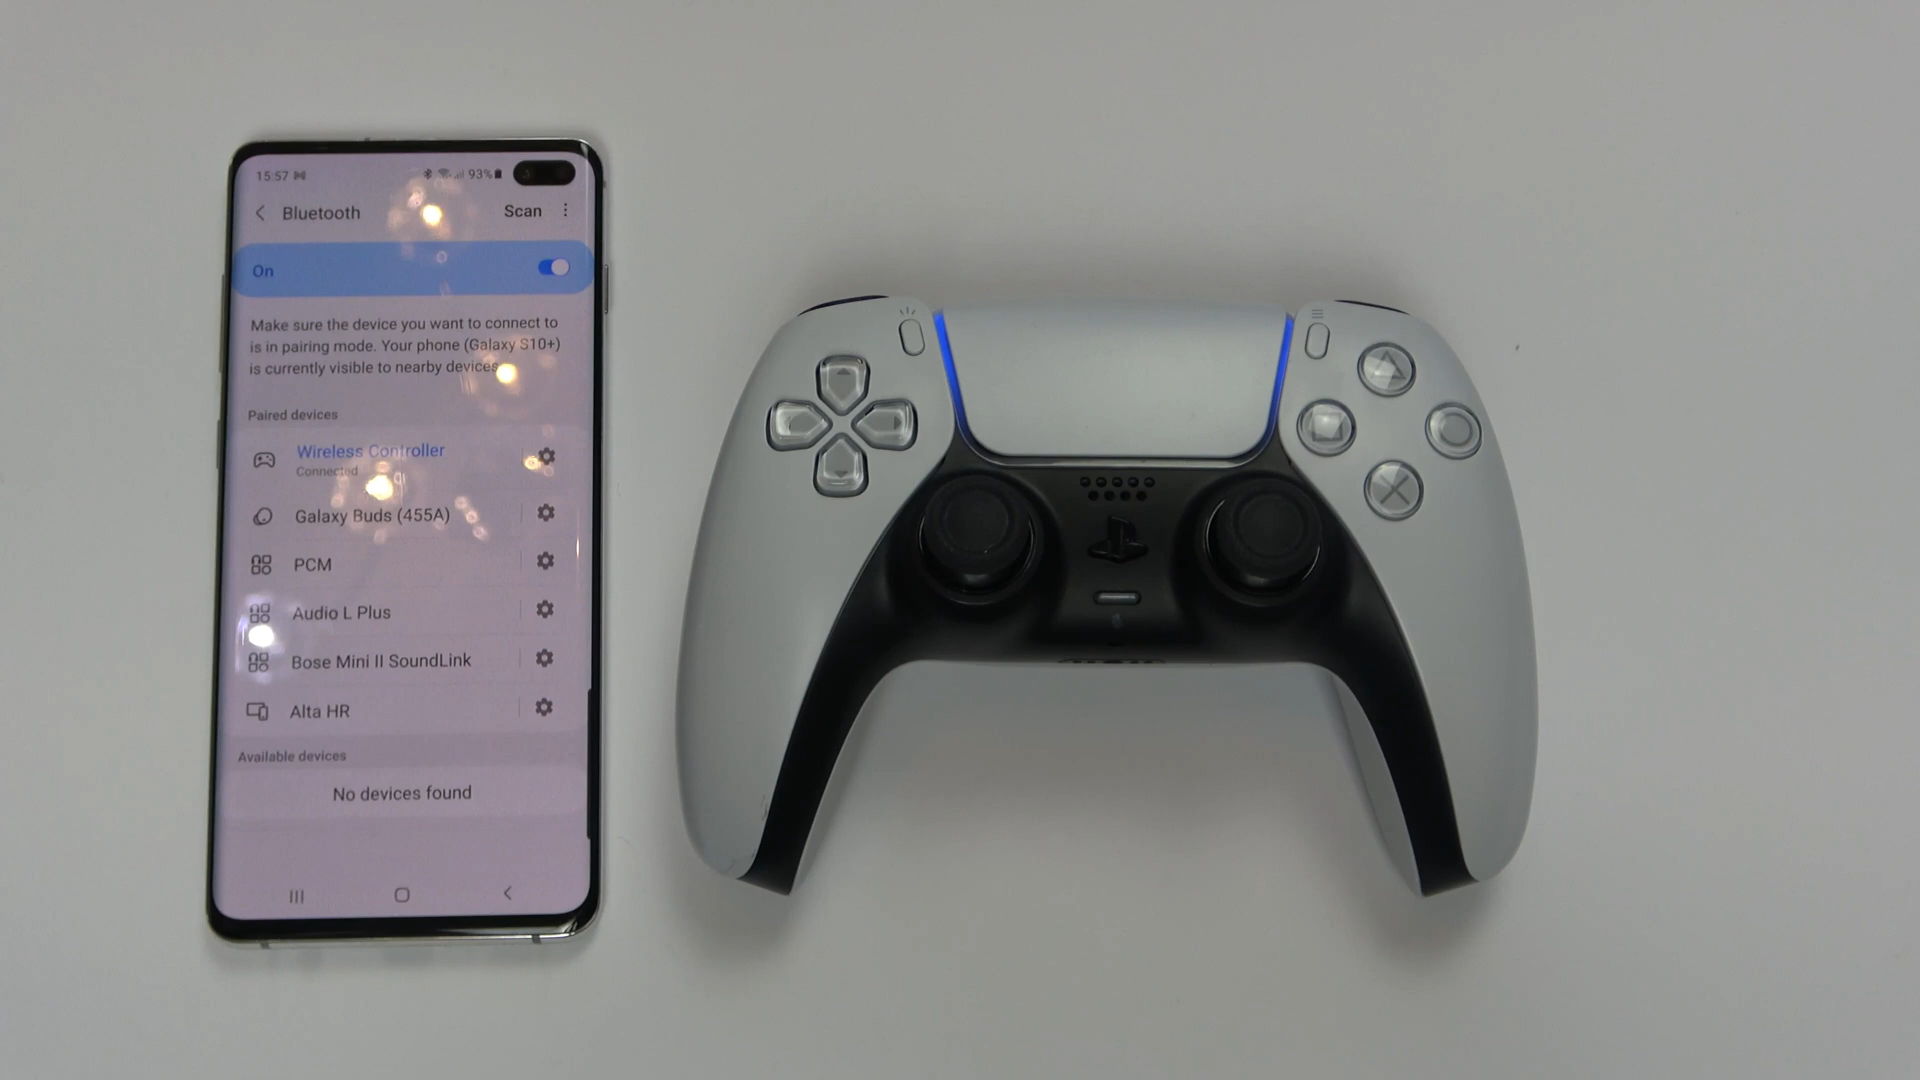 15:57
93%
Bluetooth
Scan
On
Make sure the device you want to connect to
is in pairing mode. Your phone (Galaxy S10+)
is currently visible to nearby devices.
Paired devices
Wireless Controller
Connected
Galaxy Buds (455A)
PCM
Audio L Plus
Bose Mini II SoundLink
Alta HR
Available devices
No devices found